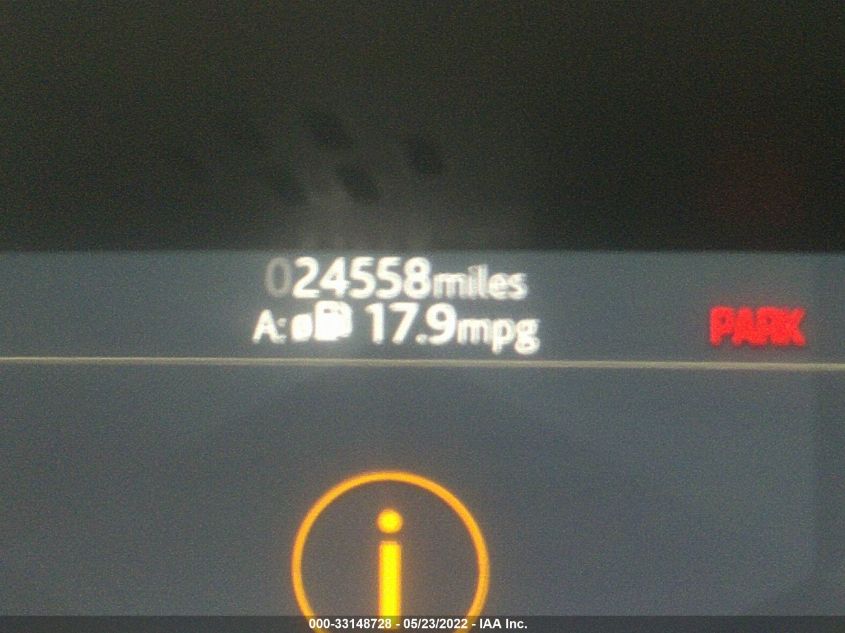 024558miles
A: 17.9mpg
PARK
i
000-33148728 - 05/23/2022 - IAA Inc.